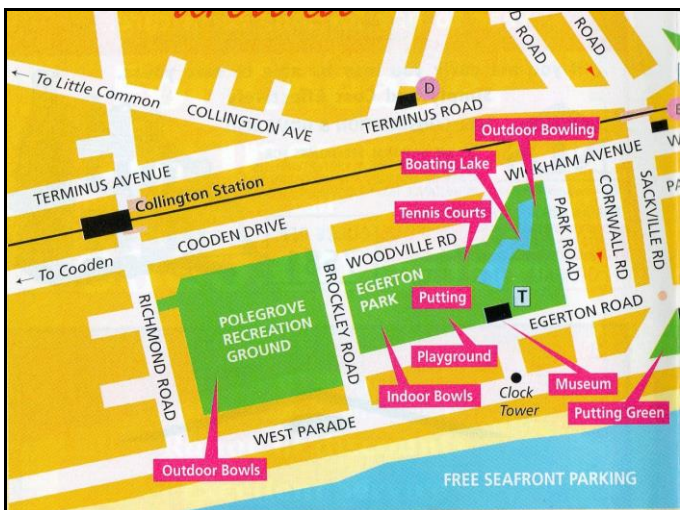 D ROAD
ROAD
← To Little Common
COLLINGTON AVE
D
TERMINUS ROAD
Outdoor Bowling
Boating Lake
WICKHAM AVENUE
TERMINUS AVENUE
Collington Station
Tennis Courts
COODEN DRIVE
WOODVILLE RD
PARK ROAD
CORNWALL RD
SACKVILLE RD
← To Cooden
RICHMOND ROAD
BROCKLEY ROAD
EGERTON
PARK
POLEGROVE
RECREATION
GROUND
Putting
T
EGERTON ROAD
Playground
Museum
Indoor Bowls
Clock
Tower
Putting Green
WEST PARADE
Outdoor Bowls
FREE SEAFRONT PARKING